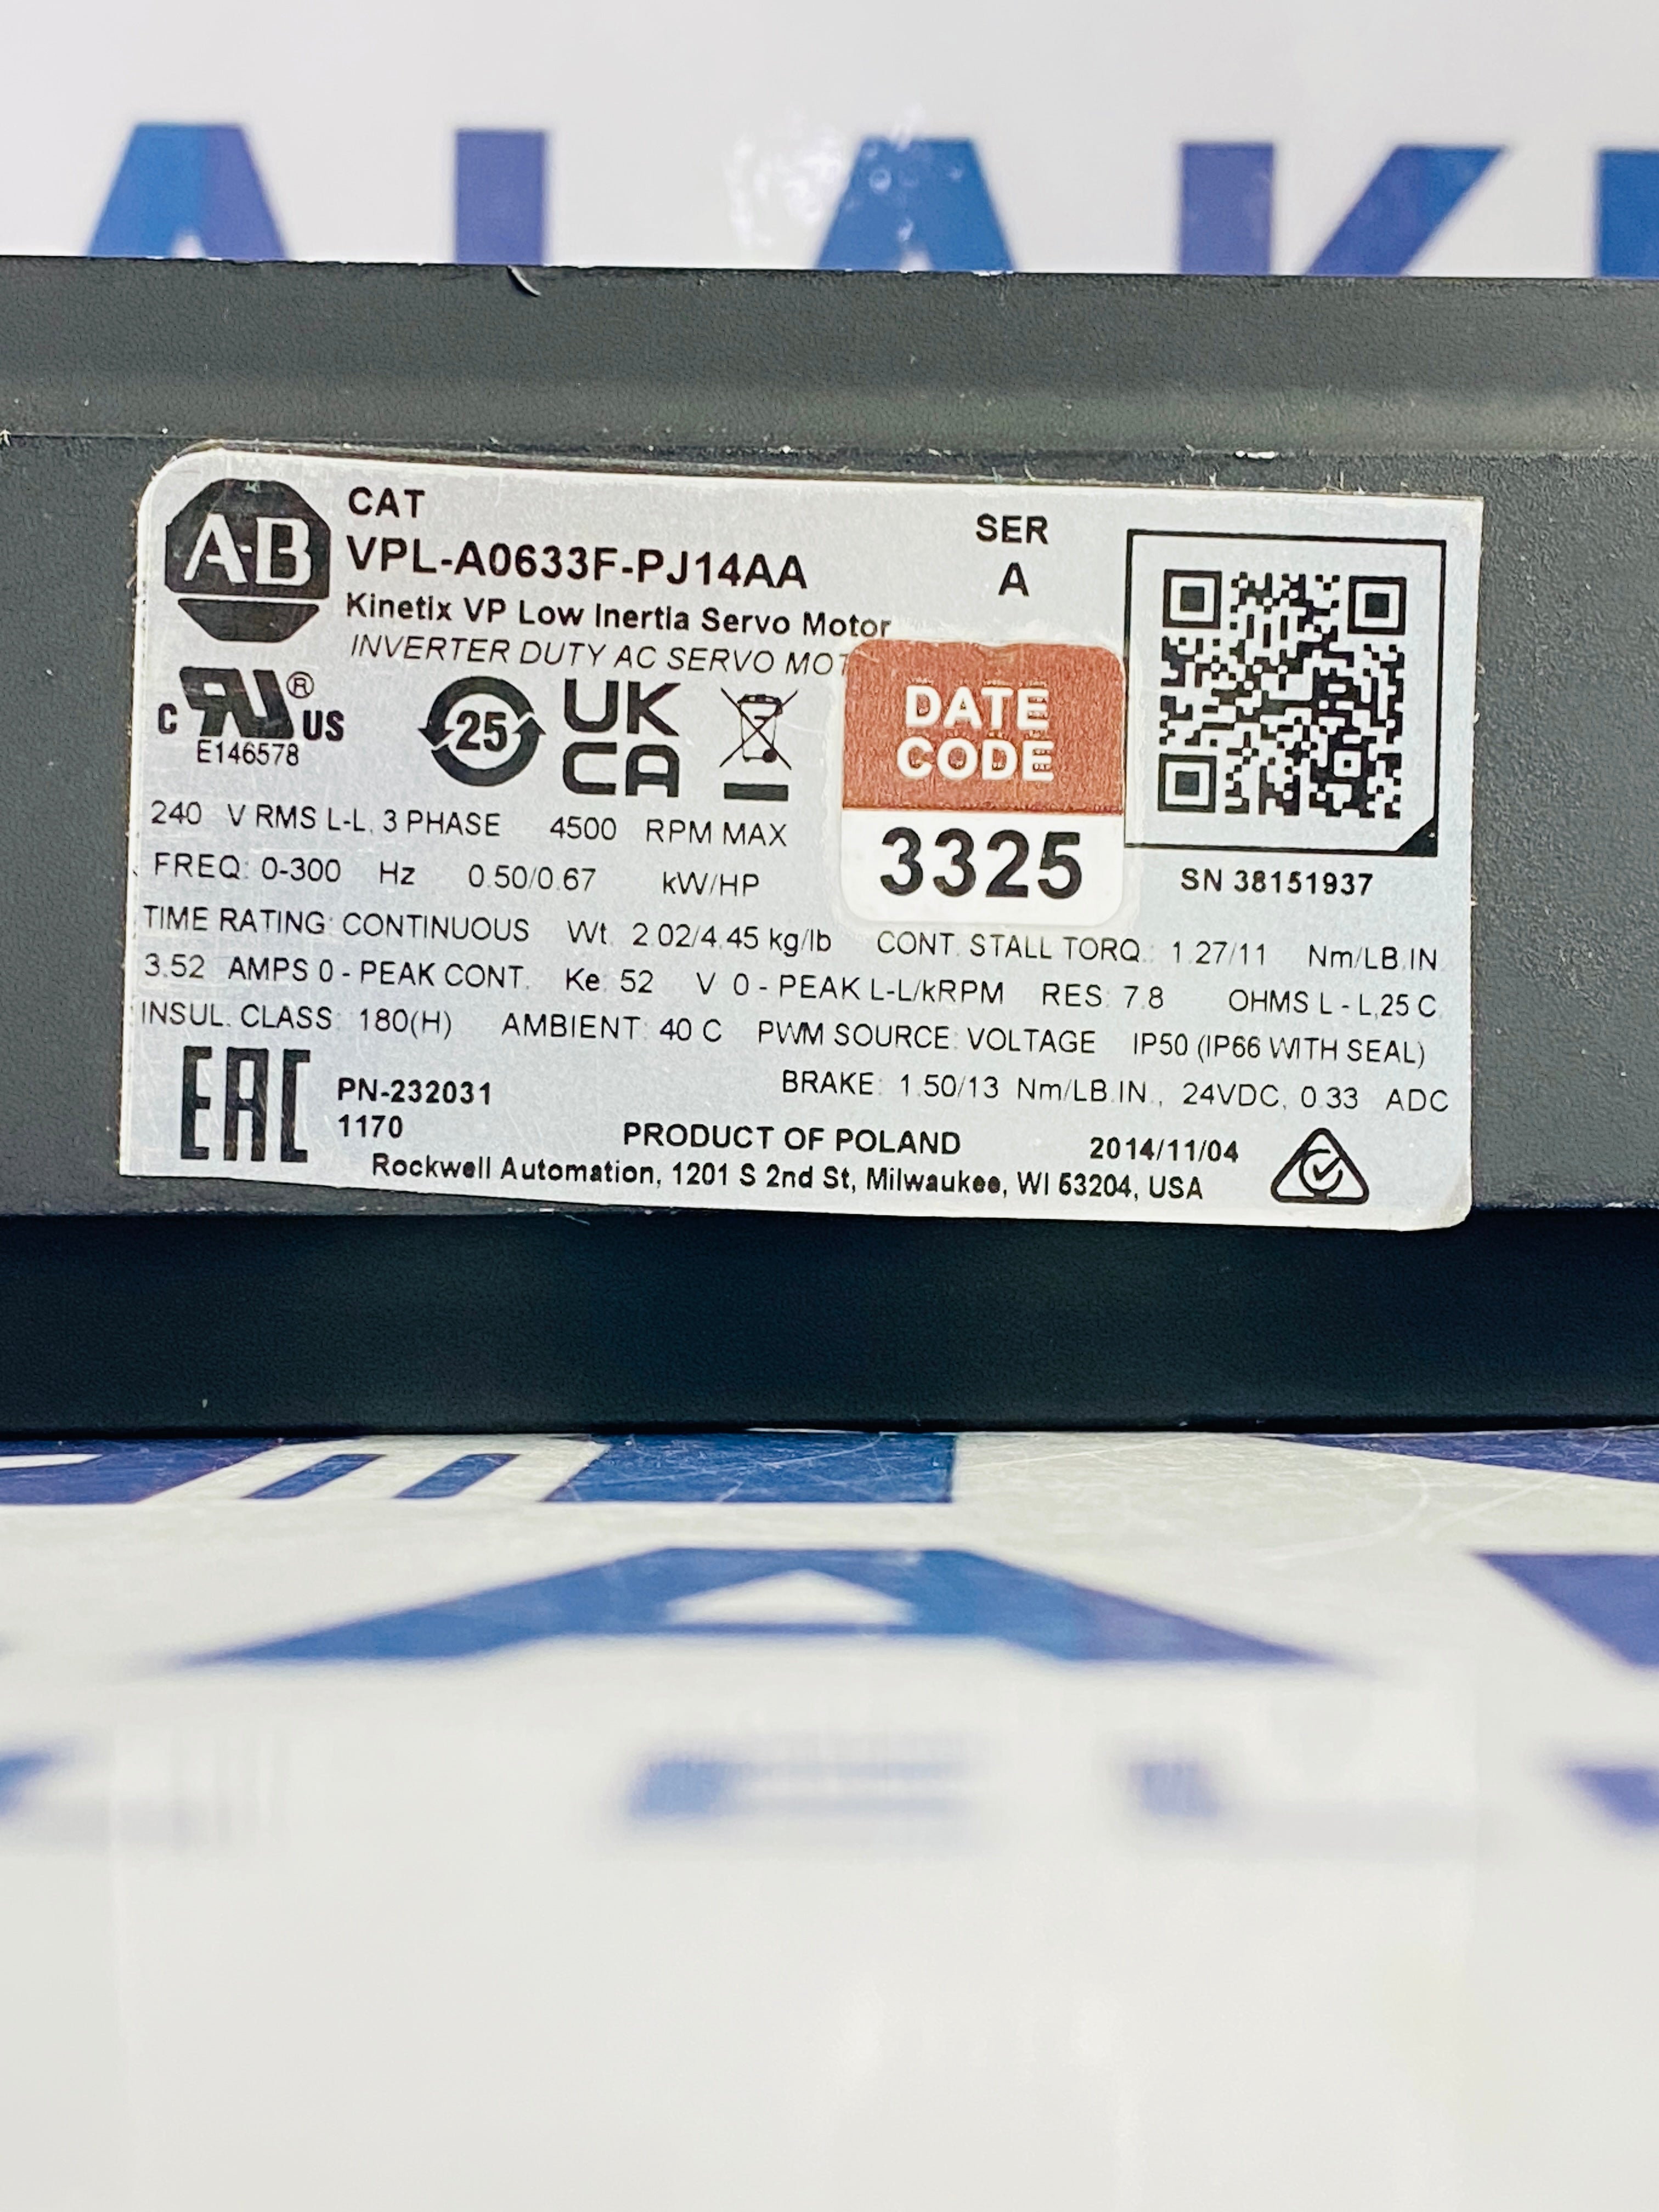 A-B
CAT
VPL-A0633F-PJ14AA
Kinetix VP Low Inertia Servo Motor
INVERTER DUTY AC SERVO MOT
SER
A
C RU ® US
E146578
25
UK
CA
DATE
CODE
3325
SN 38151937
240 V RMS L-L, 3 PHASE 4500 RPM MAX
FREQ: 0-300 Hz 0.50/0.67 kW/HP
TIME RATING: CONTINUOUS Wt. 2.02/4.45 kg/lb CONT. STALL TORQ.: 1.27/11 Nm/LB.IN.
3.52 AMPS 0 - PEAK CONT. Ke: 52 V 0 - PEAK L-L/kRPM RES: 7.8 OHMS L - L,25 C
INSUL. CLASS: 180(H) AMBIENT: 40 C PWM SOURCE: VOLTAGE IP50 (IP66 WITH SEAL)
BRAKE: 1.50/13 Nm/LB.IN., 24VDC, 0.33 ADC
EAC
PN-232031
1170
PRODUCT OF POLAND
2014/11/04
Rockwell Automation, 1201 S 2nd St, Milwaukee, WI 53204, USA